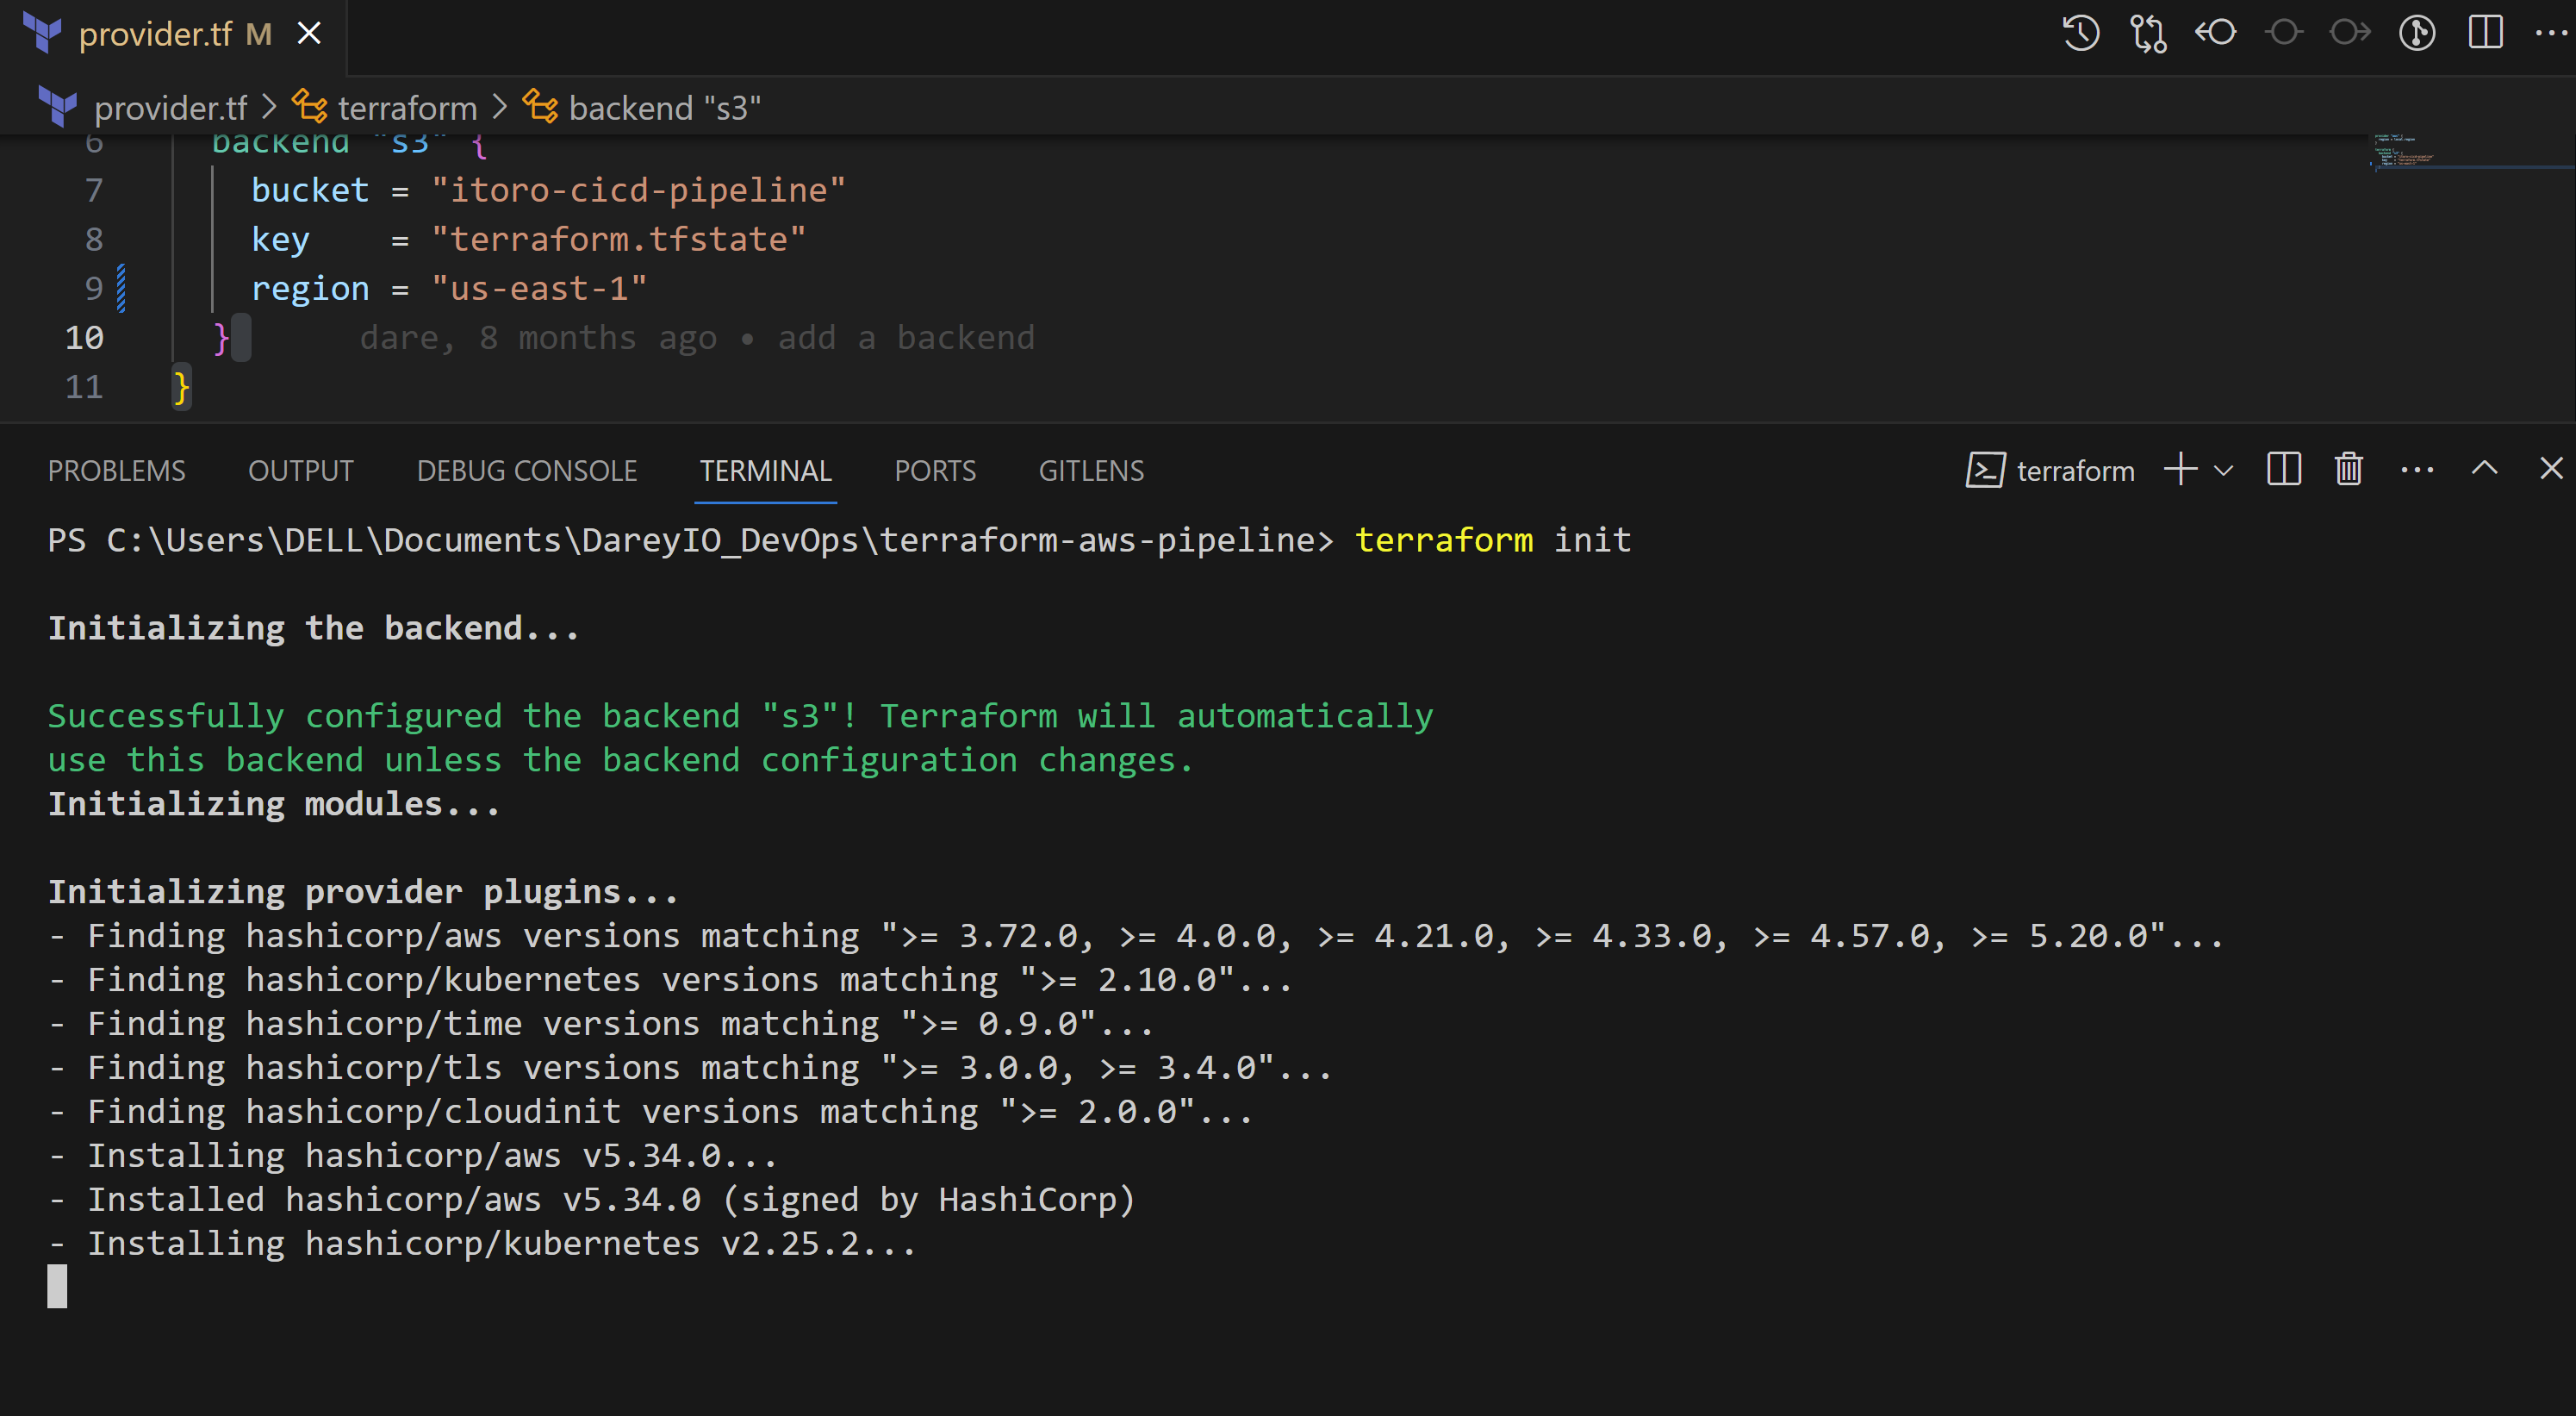 provider.tf M
provider.tf > terraform > backend "s3"
6 backend "s3" {
7 bucket = "itoro-cicd-pipeline"
8 key    = "terraform.tfstate"
9 region = "us-east-1"
10 } dare, 8 months ago • add a backend
11 }
PROBLEMS OUTPUT DEBUG CONSOLE TERMINAL PORTS GITLENS terraform
PS C:\Users\DELL\Documents\DareyIO_DevOps\terraform-aws-pipeline> terraform init
Initializing the backend...
Successfully configured the backend "s3"! Terraform will automatically
use this backend unless the backend configuration changes.
Initializing modules...
Initializing provider plugins...
- Finding hashicorp/aws versions matching ">= 3.72.0, >= 4.0.0, >= 4.21.0, >= 4.33.0, >= 4.57.0, >= 5.20.0"...
- Finding hashicorp/kubernetes versions matching ">= 2.10.0"...
- Finding hashicorp/time versions matching ">= 0.9.0"...
- Finding hashicorp/tls versions matching ">= 3.0.0, >= 3.4.0"...
- Finding hashicorp/cloudinit versions matching ">= 2.0.0"...
- Installing hashicorp/aws v5.34.0...
- Installed hashicorp/aws v5.34.0 (signed by HashiCorp)
- Installing hashicorp/kubernetes v2.25.2...